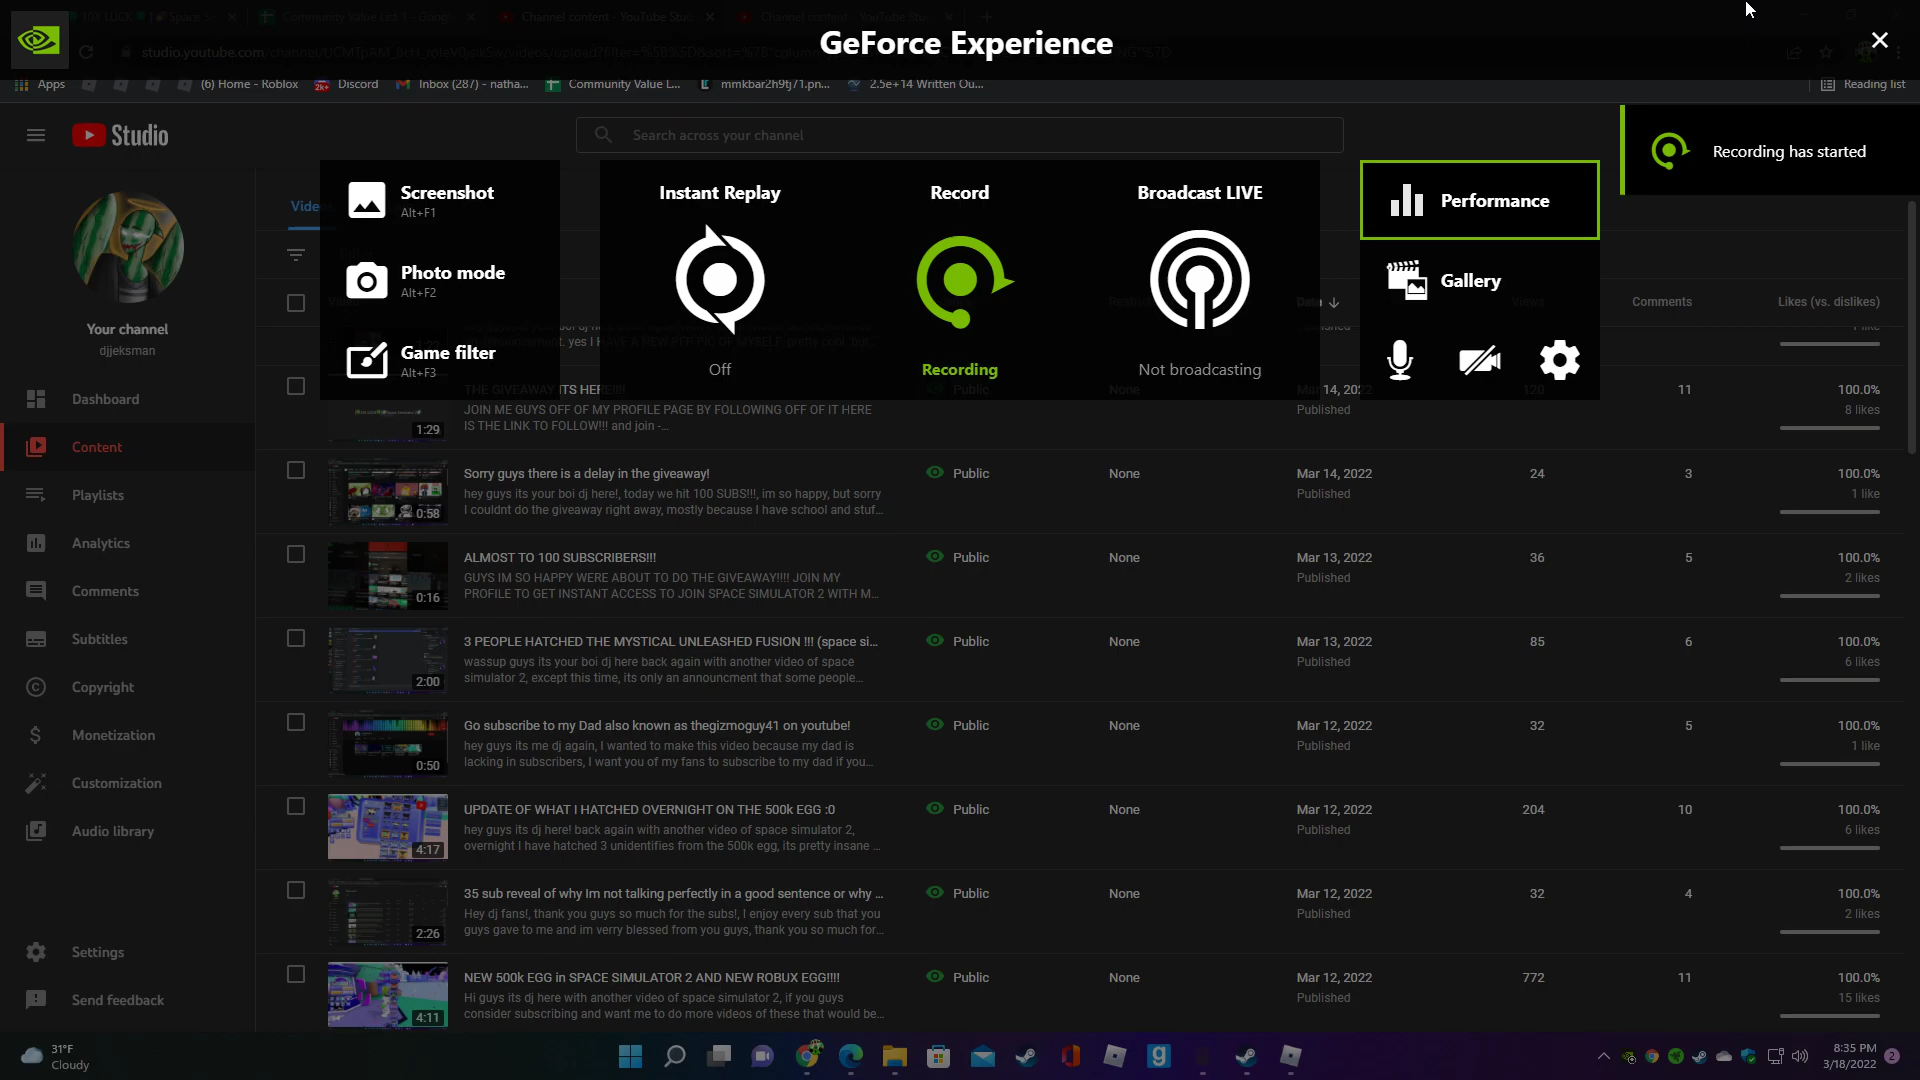 GeForce Experience
Apps
(6) Home - Roblox
Discord
Inbox (287) - natha...
Community Value L...
mmkbar2h9tj71.pn...
2.5e+14 Written Ou...
Reading list
Studio
Search across your channel
Recording has started
Screenshot
Alt+F1
Photo mode
Alt+F2
Game filter
Alt+F3
Instant Replay
Off
Record
Recording
Broadcast LIVE
Not broadcasting
Performance
Gallery
Your channel
djjeksman
Dashboard
Content
Playlists
Analytics
Comments
Subtitles
Copyright
Monetization
Customization
Audio library
Settings
Send feedback
Date
Views
Comments
Likes (vs. dislikes)
THE GIVEAWAY ITS HERE!!!!
JOIN ME GUYS OFF OF MY PROFILE PAGE BY FOLLOWING OFF OF IT HERE
IS THE LINK TO FOLLOW!!! and join -...
1:29
Published
120
11
100.0%
8 likes
Sorry guys there is a delay in the giveaway!
hey guys its your boi dj here!, today we hit 100 SUBS!!!, im so happy, but sorry
I couldnt do the giveaway right away, mostly because I have school and stuf...
0:58
Public
None
Mar 14, 2022
Published
24
3
100.0%
1 like
ALMOST TO 100 SUBSCRIBERS!!!
GUYS IM SO HAPPY WERE ABOUT TO DO THE GIVEAWAY!!!! JOIN MY
PROFILE TO GET INSTANT ACCESS TO JOIN SPACE SIMULATOR 2 WITH M...
0:16
Public
None
Mar 13, 2022
Published
36
5
100.0%
2 likes
3 PEOPLE HATCHED THE MYSTICAL UNLEASHED FUSION !!! (space si...
wassup guys its your boi dj here back again with another video of space
simulator 2, except this time, its only an announcment that some people...
2:00
Public
None
Mar 13, 2022
Published
85
6
100.0%
6 likes
Go subscribe to my Dad also known as thegizmoguy41 on youtube!
hey guys its me dj again, I wanted to make this video because my dad is
lacking in subscribers, I want you of my fans to subscribe to my dad if you...
0:50
Public
None
Mar 12, 2022
Published
32
5
100.0%
1 like
UPDATE OF WHAT I HATCHED OVERNIGHT ON THE 500k EGG :0
hey guys its dj here! back again with another video of space simulator 2,
overnight I have hatched 3 unidentifies from the 500k egg, its pretty insane ...
4:17
Public
None
Mar 12, 2022
Published
204
10
100.0%
6 likes
35 sub reveal of why Im not talking perfectly in a good sentence or why ...
Hey dj fans!, thank you guys so much for the subs!, I enjoy every sub that you
guys gave to me and im verry blessed from you guys, thank you so much for...
2:26
Public
None
Mar 12, 2022
Published
32
4
100.0%
2 likes
NEW 500k EGG in SPACE SIMULATOR 2 AND NEW ROBUX EGG!!!!
Hi guys its dj here with another video of space simulator 2, if you guys
consider subscribing and want me to do more videos of these that would be...
4:11
Public
None
Mar 12, 2022
Published
772
11
100.0%
15 likes
31°F
Cloudy
8:35 PM
3/18/2022
2